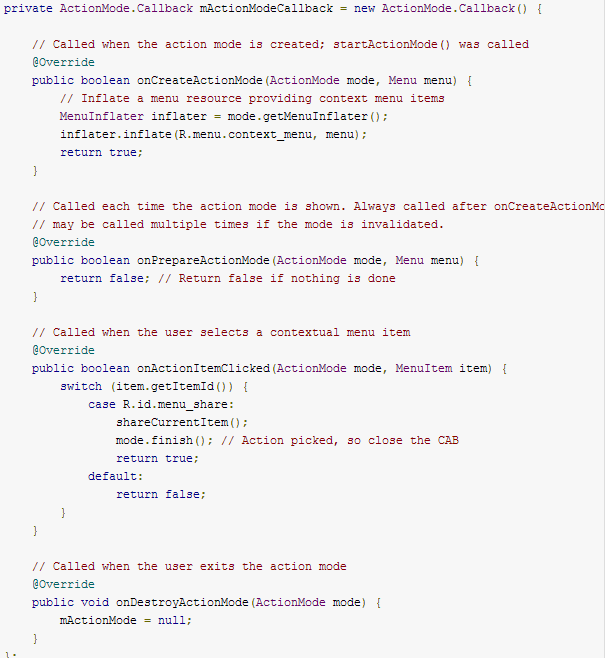 private ActionMode.Callback mActionModeCallback = new ActionMode.Callback() {

    // Called when the action mode is created; startActionMode() was called
    @Override
    public boolean onCreateActionMode(ActionMode mode, Menu menu) {
        // Inflate a menu resource providing context menu items
        MenuInflater inflater = mode.getMenuInflater();
        inflater.inflate(R.menu.context_menu, menu);
        return true;
    }

    // Called each time the action mode is shown. Always called after onCreateActionMo
    // may be called multiple times if the mode is invalidated.
    @Override
    public boolean onPrepareActionMode(ActionMode mode, Menu menu) {
        return false; // Return false if nothing is done
    }

    // Called when the user selects a contextual menu item
    @Override
    public boolean onActionItemClicked(ActionMode mode, MenuItem item) {
        switch (item.getItemId()) {
            case R.id.menu_share:
                shareCurrentItem();
                mode.finish(); // Action picked, so close the CAB
                return true;
            default:
                return false;
        }
    }

    // Called when the user exits the action mode
    @Override
    public void onDestroyActionMode(ActionMode mode) {
        mActionMode = null;
    }
};